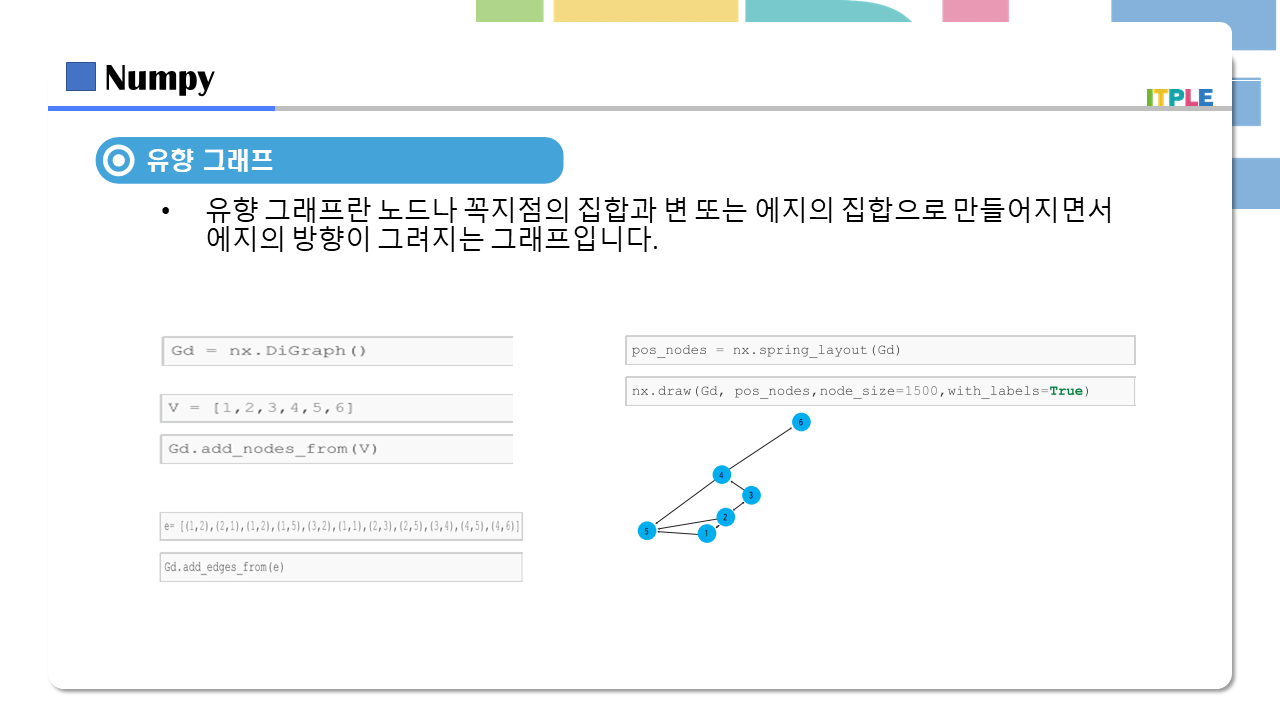 Numpy
ITPLE
유향 그래프
• 유향 그래프란 노드나 꼭지점의 집합과 변 또는 에지의 집합으로 만들어지면서
에지의 방향이 그려지는 그래프입니다.
Gd = nx.DiGraph()
V = [1,2,3,4,5,6]
Gd.add_nodes_from(V)
e= [(1,2),(2,1),(1,2),(1,5),(3,2),(1,1),(2,3),(2,5),(3,4),(4,5),(4,6)]
Gd.add_edges_from(e)
pos_nodes = nx.spring_layout(Gd)
nx.draw(Gd, pos_nodes,node_size=1500,with_labels=True)
6
4
3
2
5
1